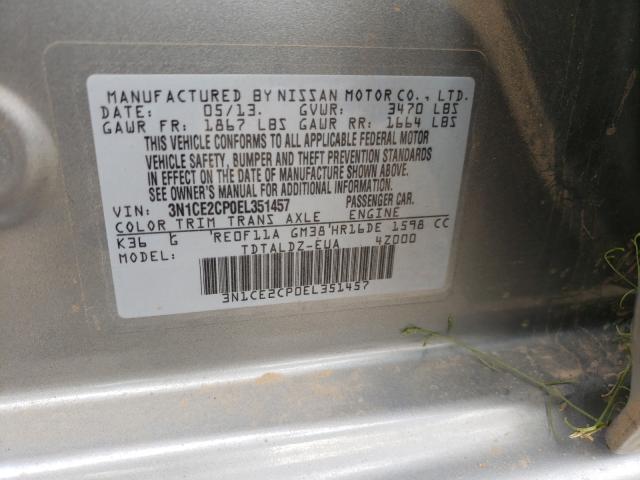 MANUFACTURED BY NISSAN MOTOR CO., LTD.
DATE: 05/13. GVWR: 3470 LBS
GAWR FR: 1867 LBS GAWR RR: 1664 LBS
THIS VEHICLE CONFORMS TO ALL APPLICABLE FEDERAL MOTOR
VEHICLE SAFETY, BUMPER AND THEFT PREVENTION STANDARDS
IN EFFECT ON THE DATE OF MANUFACTURE SHOWN ABOVE.
SEE OWNER'S MANUAL FOR ADDITIONAL INFORMATION.
VIN: 3N1CE2CP0EL351457 PASSENGER CAR.
COLOR TRIM TRANS AXLE ENGINE
K36 G RE0F11A GM38 HR16DE 1598 CC
MODEL: TDTALDZ-EUA 4Z000
3N1CE2CP0EL351457